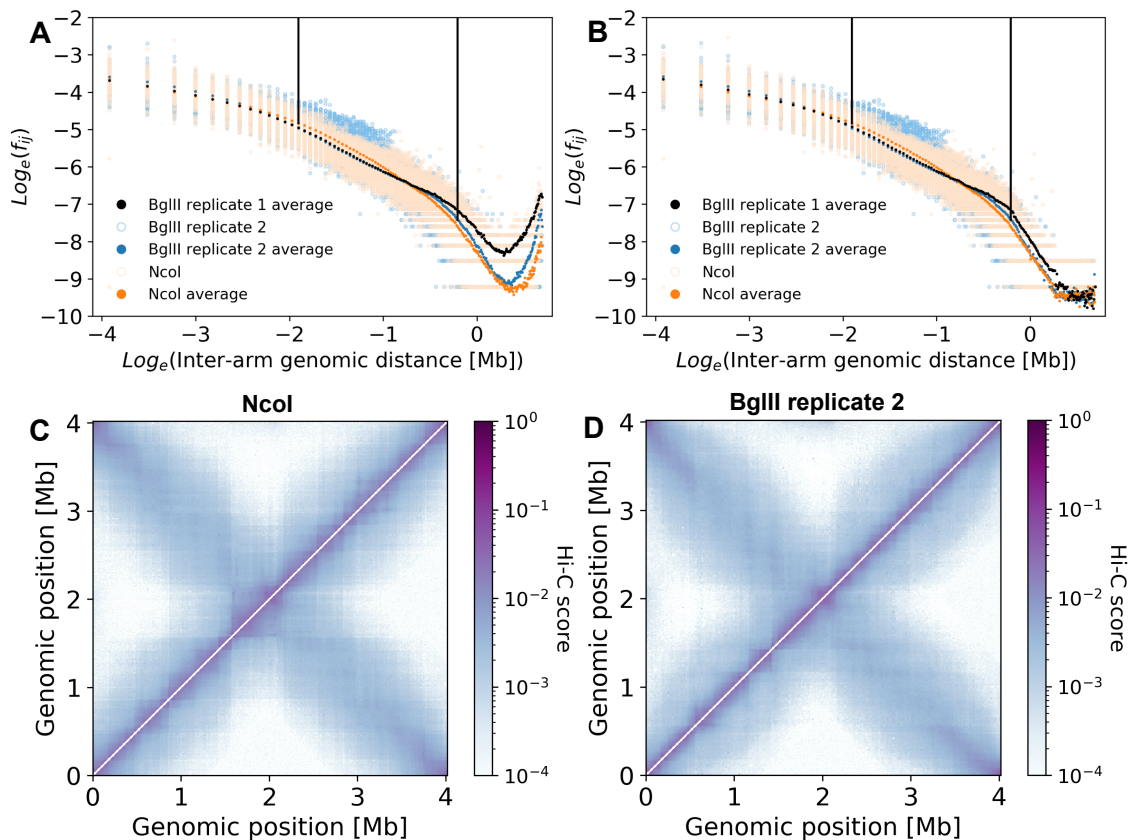 A
−2
−3
−4
−5
−6
−7
−8
−9
−10
Log_e(f_ij)
BglII replicate 1 average
BglII replicate 2
BglII replicate 2 average
NcoI
NcoI average
−4 −3 −2 −1 0
Log_e(Inter-arm genomic distance [Mb])
B
−2
−3
−4
−5
−6
−7
−8
−9
−10
Log_e(f_ij)
BglII replicate 1 average
BglII replicate 2
BglII replicate 2 average
NcoI
NcoI average
−4 −3 −2 −1 0
Log_e(Inter-arm genomic distance [Mb])
NcoI
C
4
3
2
1
0
Genomic position [Mb]
0 1 2 3 4
Genomic position [Mb]
10^0
10^−1
10^−2
10^−3
10^−4
Hi-C score
BglII replicate 2
D
4
3
2
1
0
Genomic position [Mb]
0 1 2 3 4
Genomic position [Mb]
10^0
10^−1
10^−2
10^−3
10^−4
Hi-C score